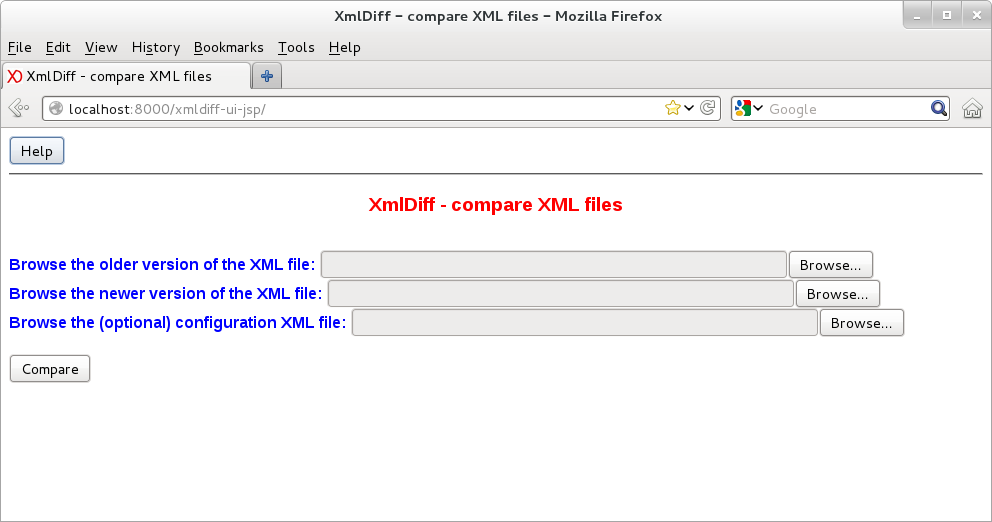 XmlDiff – compare XML files – Mozilla Firefox
File Edit View History Bookmarks Tools Help
XmlDiff - compare XML files
localhost:8000/xmldiff-ui-jsp/ Google
Help
XmlDiff - compare XML files
Browse the older version of the XML file: Browse...
Browse the newer version of the XML file: Browse...
Browse the (optional) configuration XML file: Browse...
Compare